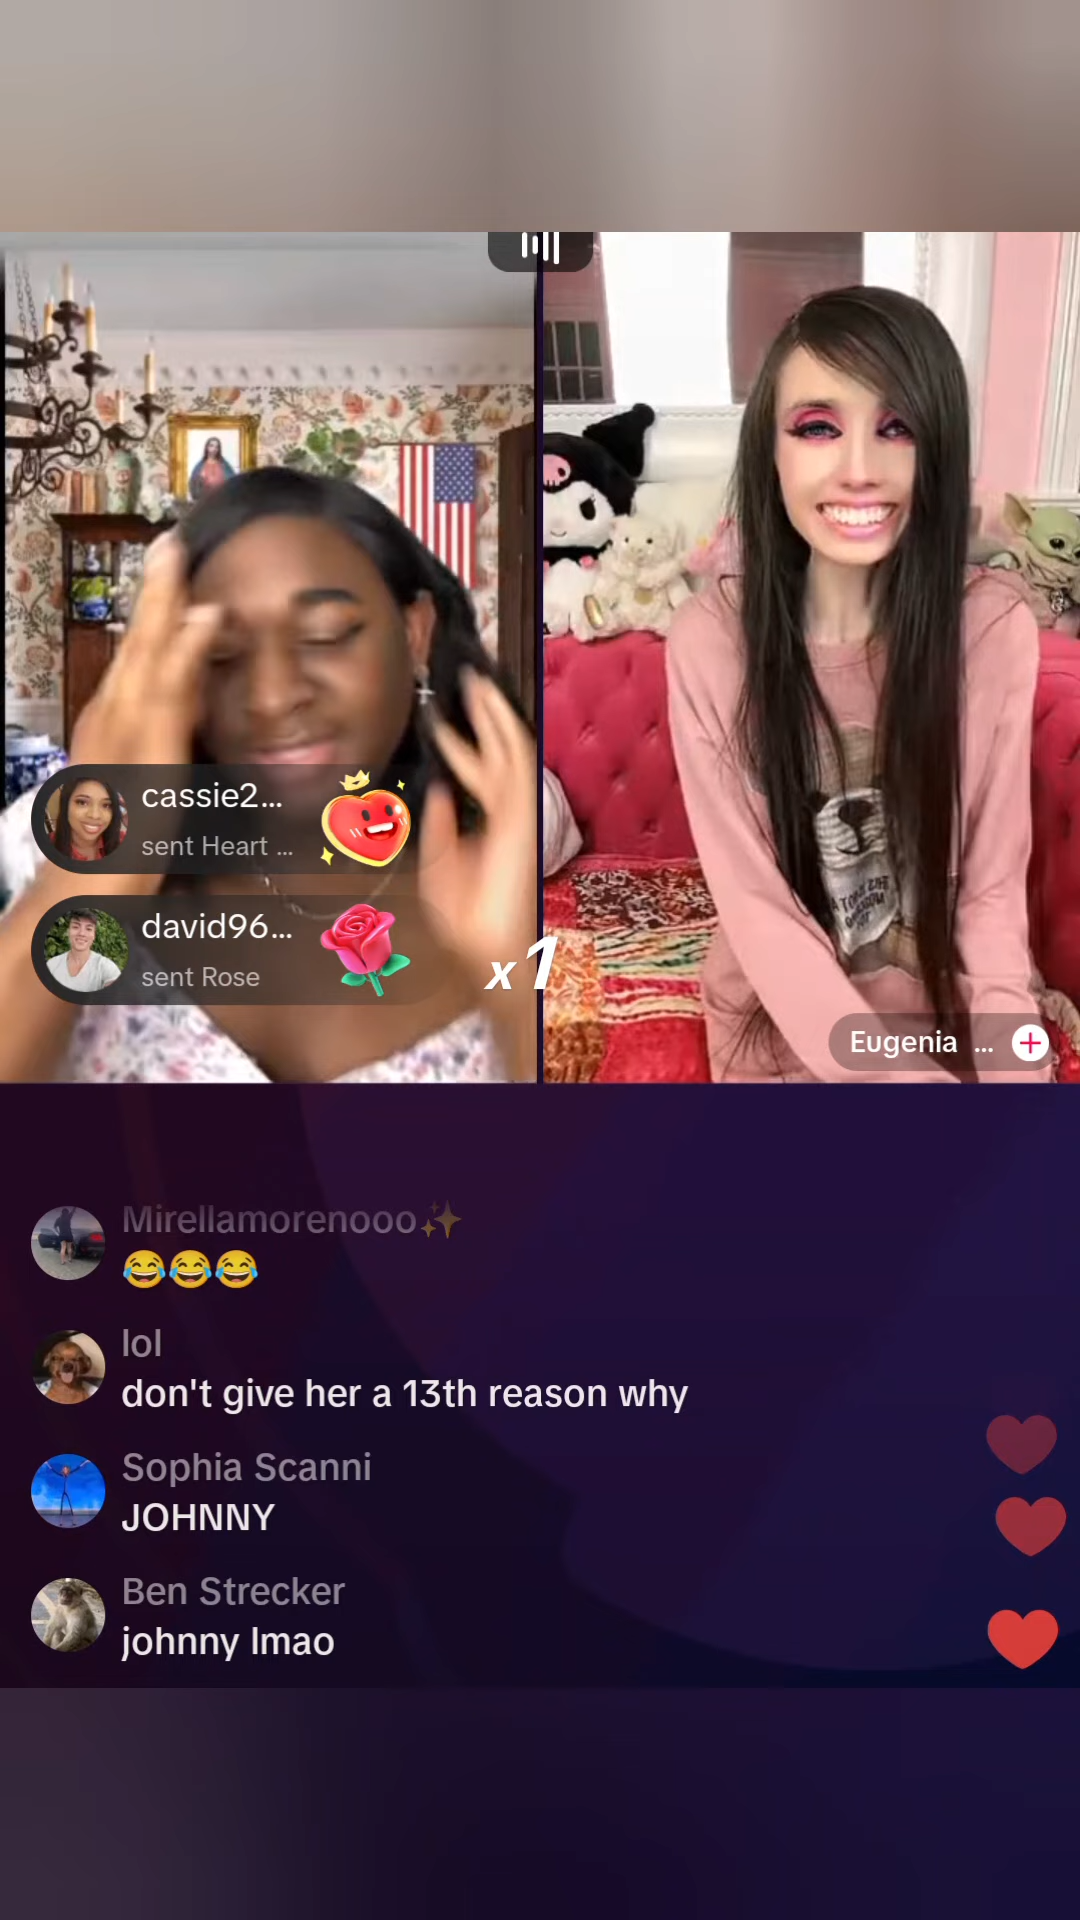 cassie2...
sent Heart ...
david96...
sent Rose
x1
Eugenia ...
Mirellamorenooo✨
😂😂😂
lol
don't give her a 13th reason why
Sophia Scanni
JOHNNY
Ben Strecker
johnny lmao